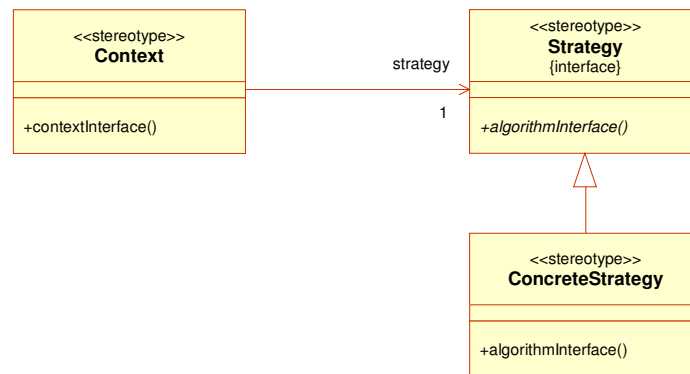 <<stereotype>>
Context
+contextInterface()
strategy
1
<<stereotype>>
Strategy
{interface}
+algorithmInterface()
<<stereotype>>
ConcreteStrategy
+algorithmInterface()